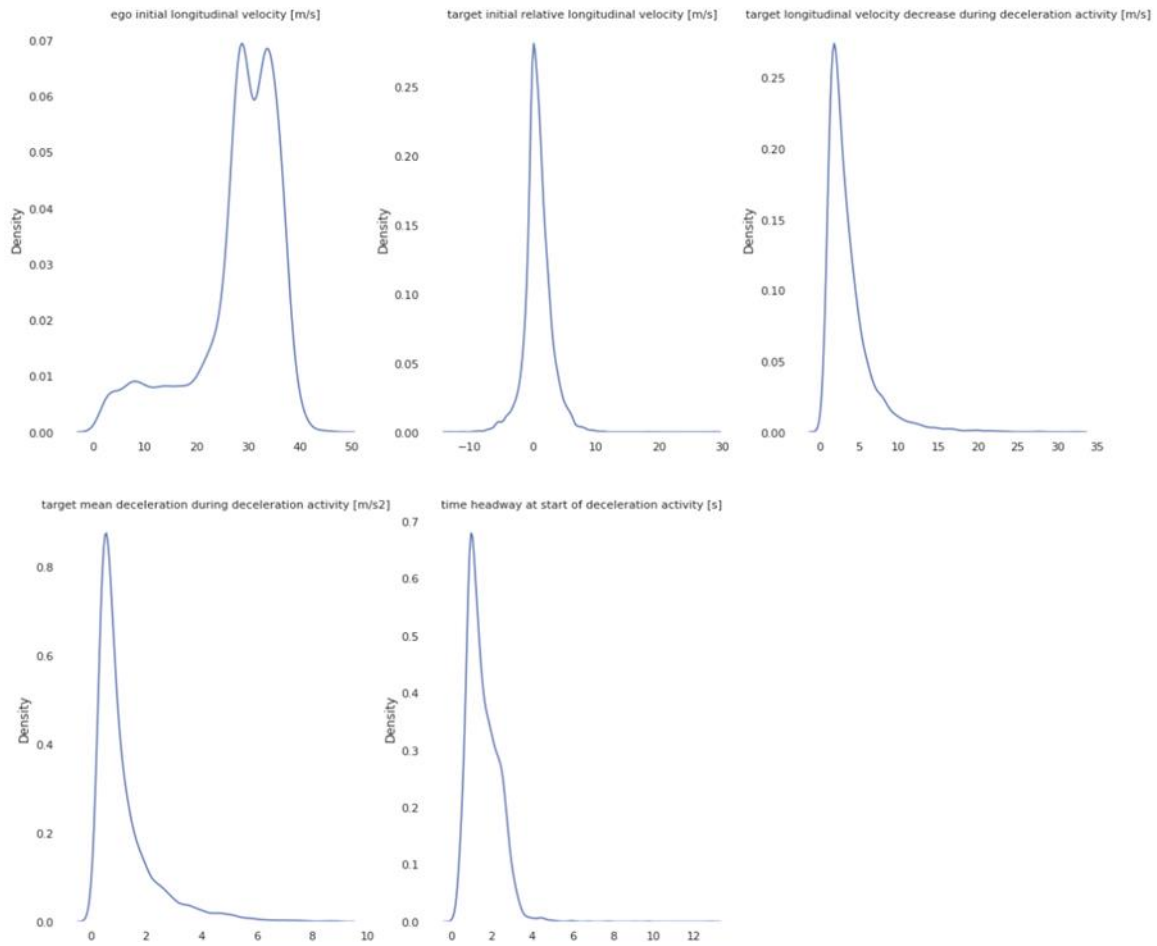 ego initial longitudinal velocity [m/s]
0.07
0.06
0.05
0.04
0.03
0.02
0.01
0.00
Density
0 10 20 30 40 50
target initial relative longitudinal velocity [m/s]
0.25
0.20
0.15
0.10
0.05
0.00
Density
−10 0 10 20 30
target longitudinal velocity decrease during deceleration activity [m/s]
0.25
0.20
0.15
0.10
0.05
0.00
Density
0 5 10 15 20 25 30 35
target mean deceleration during deceleration activity [m/s2]
0.8
0.6
0.4
0.2
0.0
Density
0 2 4 6 8 10
time headway at start of deceleration activity [s]
0.7
0.6
0.5
0.4
0.3
0.2
0.1
0.0
Density
0 2 4 6 8 10 12